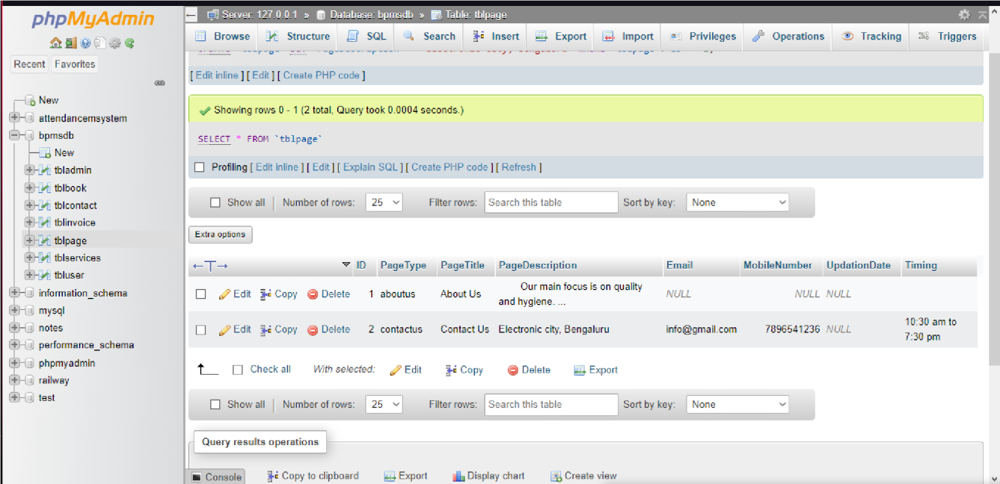 phpMyAdmin
Recent Favorites
New
attendancemsystem
bpmsdb
New
tbladmin
tblbook
tblcontact
tblinvoice
tblpage
tblservices
tbluser
information_schema
mysql
notes
performance_schema
phpmyadmin
railway
test
Server: 127.0.0.1 » Database: bpmsdb » Table: tblpage
Browse Structure SQL Search Insert Export Import Privileges Operations Tracking Triggers
[ Edit inline ] [ Edit ] [ Create PHP code ]
Showing rows 0 - 1 (2 total, Query took 0.0004 seconds.)
SELECT * FROM `tblpage`
Profiling [ Edit inline ] [ Edit ] [ Explain SQL ] [ Create PHP code ] [ Refresh ]
Show all Number of rows: 25 Filter rows: Search this table Sort by key: None
Extra options
ID PageType PageTitle PageDescription Email MobileNumber UpdationDate Timing
Edit Copy Delete 1 aboutus About Us Our main focus is on quality and hygiene. ... NULL NULL NULL
Edit Copy Delete 2 contactus Contact Us Electronic city, Bengaluru info@gmail.com 7896541236 NULL 10:30 am to 7:30 pm
Check all With selected: Edit Copy Delete Export
Show all Number of rows: 25 Filter rows: Search this table Sort by key: None
Query results operations
Console Copy to clipboard Export Display chart Create view